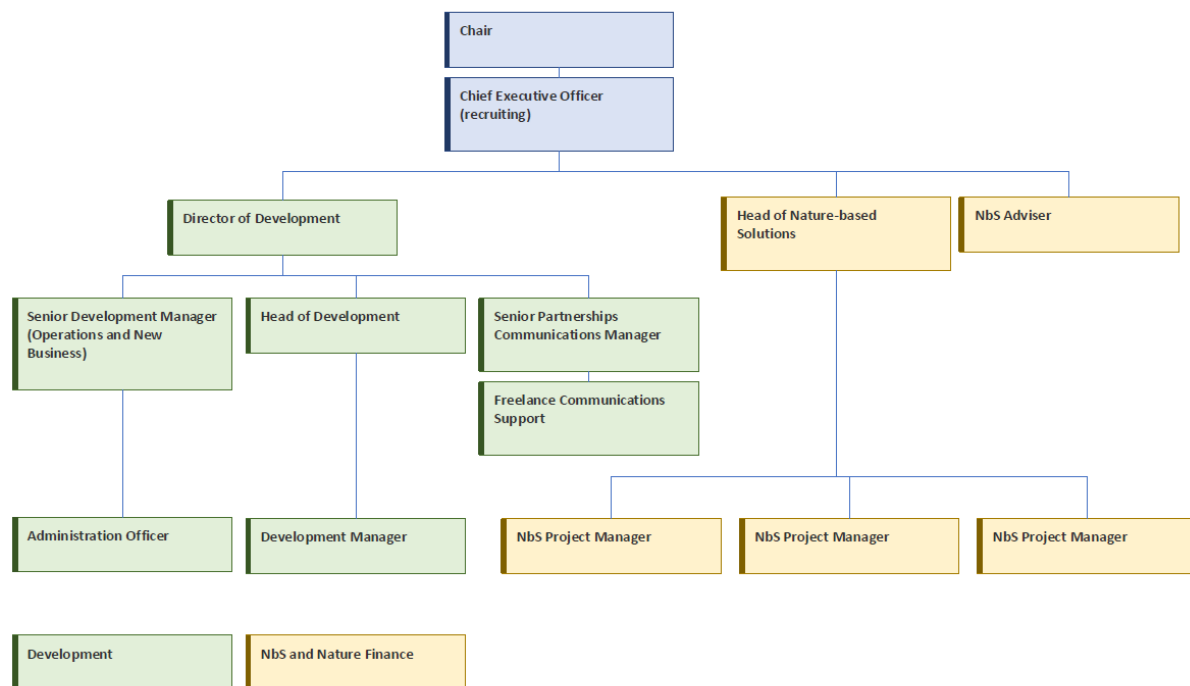 Chair
Chief Executive Officer
(recruiting)
Director of Development
Head of Nature-based
Solutions
NbS Adviser
Senior Development Manager
(Operations and New
Business)
Head of Development
Senior Partnerships
Communications Manager
Freelance Communications
Support
Administration Officer
Development Manager
NbS Project Manager
NbS Project Manager
NbS Project Manager
Development
NbS and Nature Finance